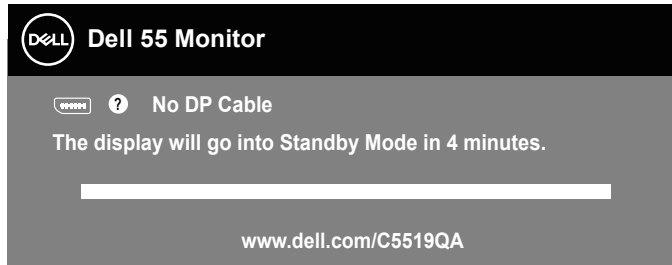 DELL Dell 55 Monitor
? No DP Cable
The display will go into Standby Mode in 4 minutes.
www.dell.com/C5519QA